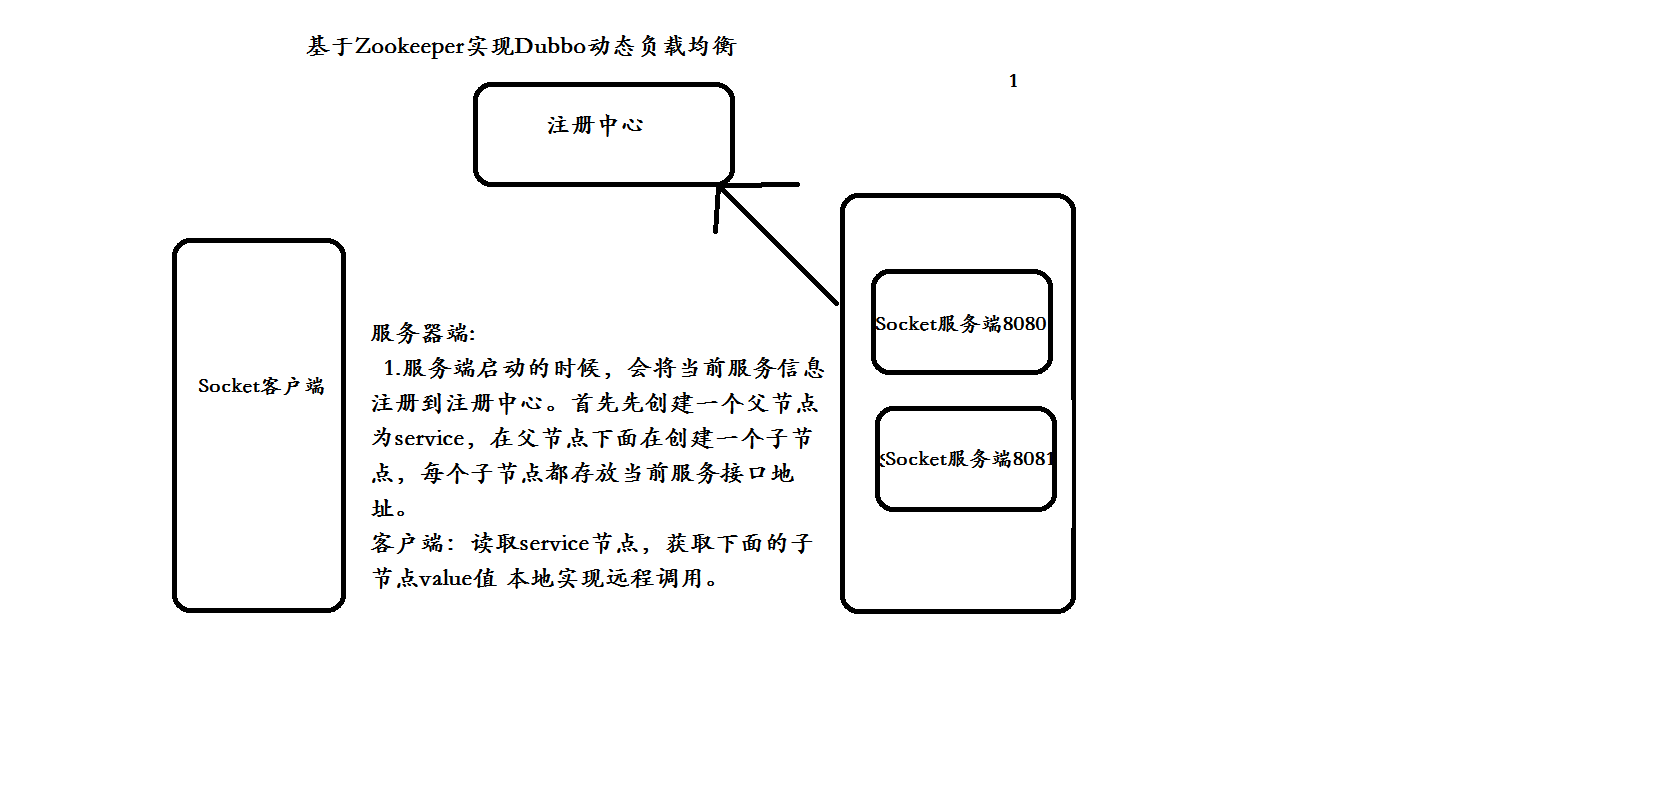 基于Zookeeper实现Dubbo动态负载均衡
1
注册中心
Socket客户端
服务器端:
1.服务端启动的时候，会将当前服务信息
注册到注册中心。首先先创建一个父节点
为service，在父节点下面在创建一个子节
点，每个子节点都存放当前服务接口地
址。
客户端：读取service节点，获取下面的子
节点value值 本地实现远程调用。
Socket服务端8080
Socket服务端8081